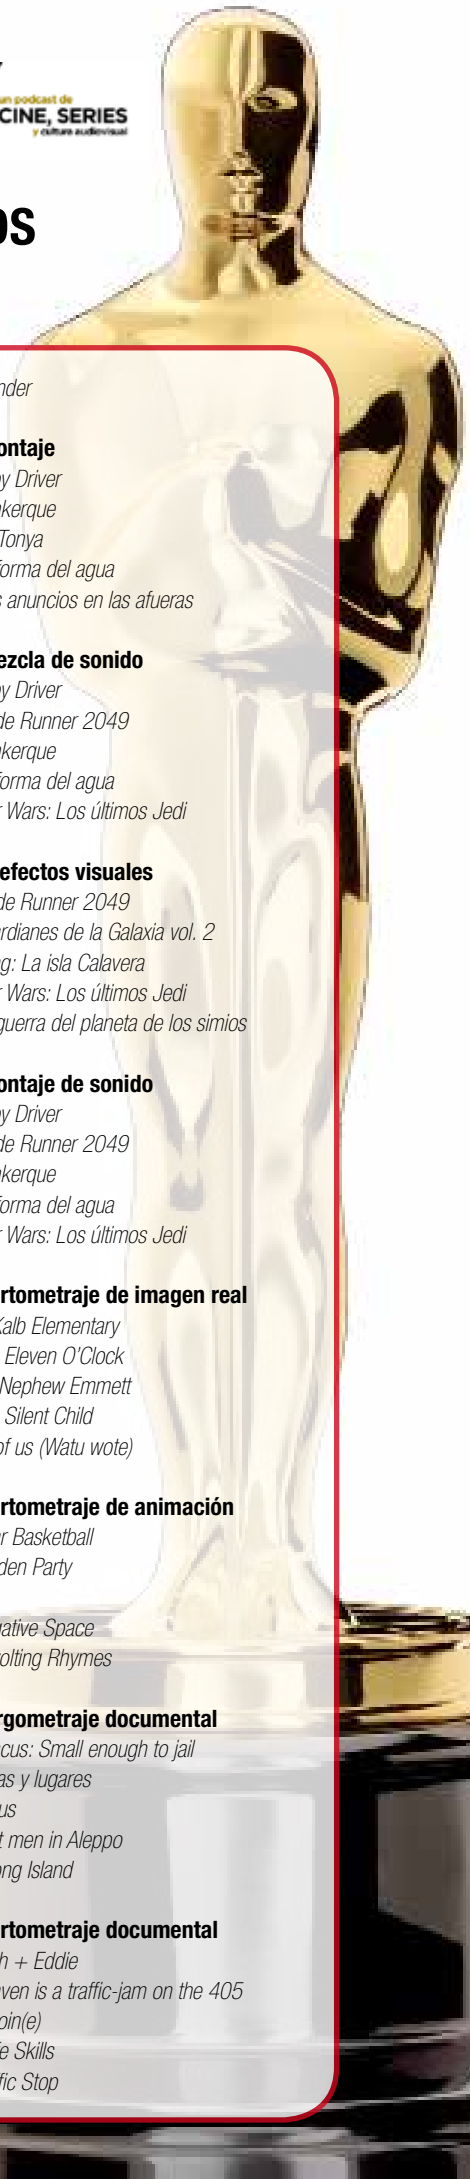 un podcast de
CINE, SERIES
y cultura audiovisual
OS
nder
ontaje
y Driver
kerque
Tonya
forma del agua
s anuncios en las afueras
ezcla de sonido
y Driver
de Runner 2049
kerque
forma del agua
r Wars: Los últimos Jedi
efectos visuales
de Runner 2049
rdianes de la Galaxia vol. 2
g: La isla Calavera
r Wars: Los últimos Jedi
guerra del planeta de los simios
ontaje de sonido
y Driver
de Runner 2049
kerque
forma del agua
r Wars: Los últimos Jedi
rtometraje de imagen real
Kalb Elementary
Eleven O’Clock
Nephew Emmett
Silent Child
of us (Watu wote)
rtometraje de animación
r Basketball
den Party
ative Space
olting Rhymes
rgometraje documental
cus: Small enough to jail
as y lugares
us
t men in Aleppo
ong Island
rtometraje documental
h + Eddie
ven is a traffic-jam on the 405
oin(e)
e Skills
fic Stop